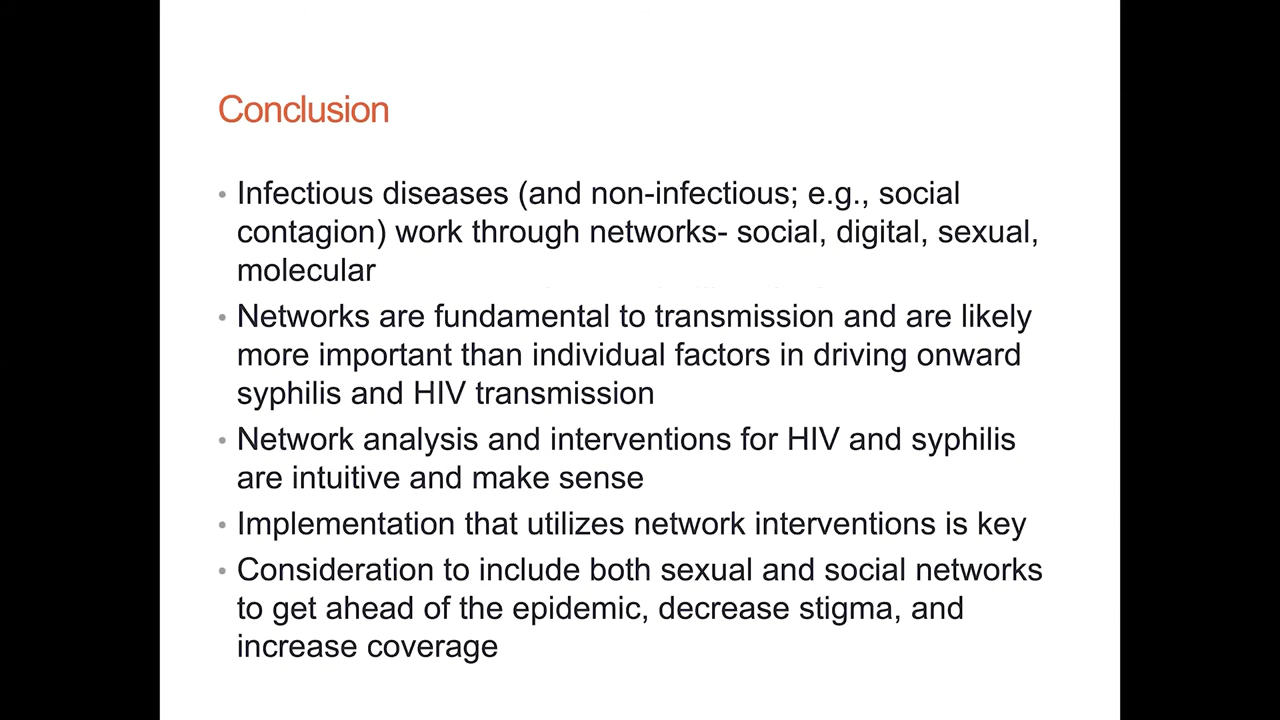 Conclusion
• Infectious diseases (and non-infectious; e.g., social
contagion) work through networks- social, digital, sexual,
molecular
• Networks are fundamental to transmission and are likely
more important than individual factors in driving onward
syphilis and HIV transmission
• Network analysis and interventions for HIV and syphilis
are intuitive and make sense
• Implementation that utilizes network interventions is key
• Consideration to include both sexual and social networks
to get ahead of the epidemic, decrease stigma, and
increase coverage